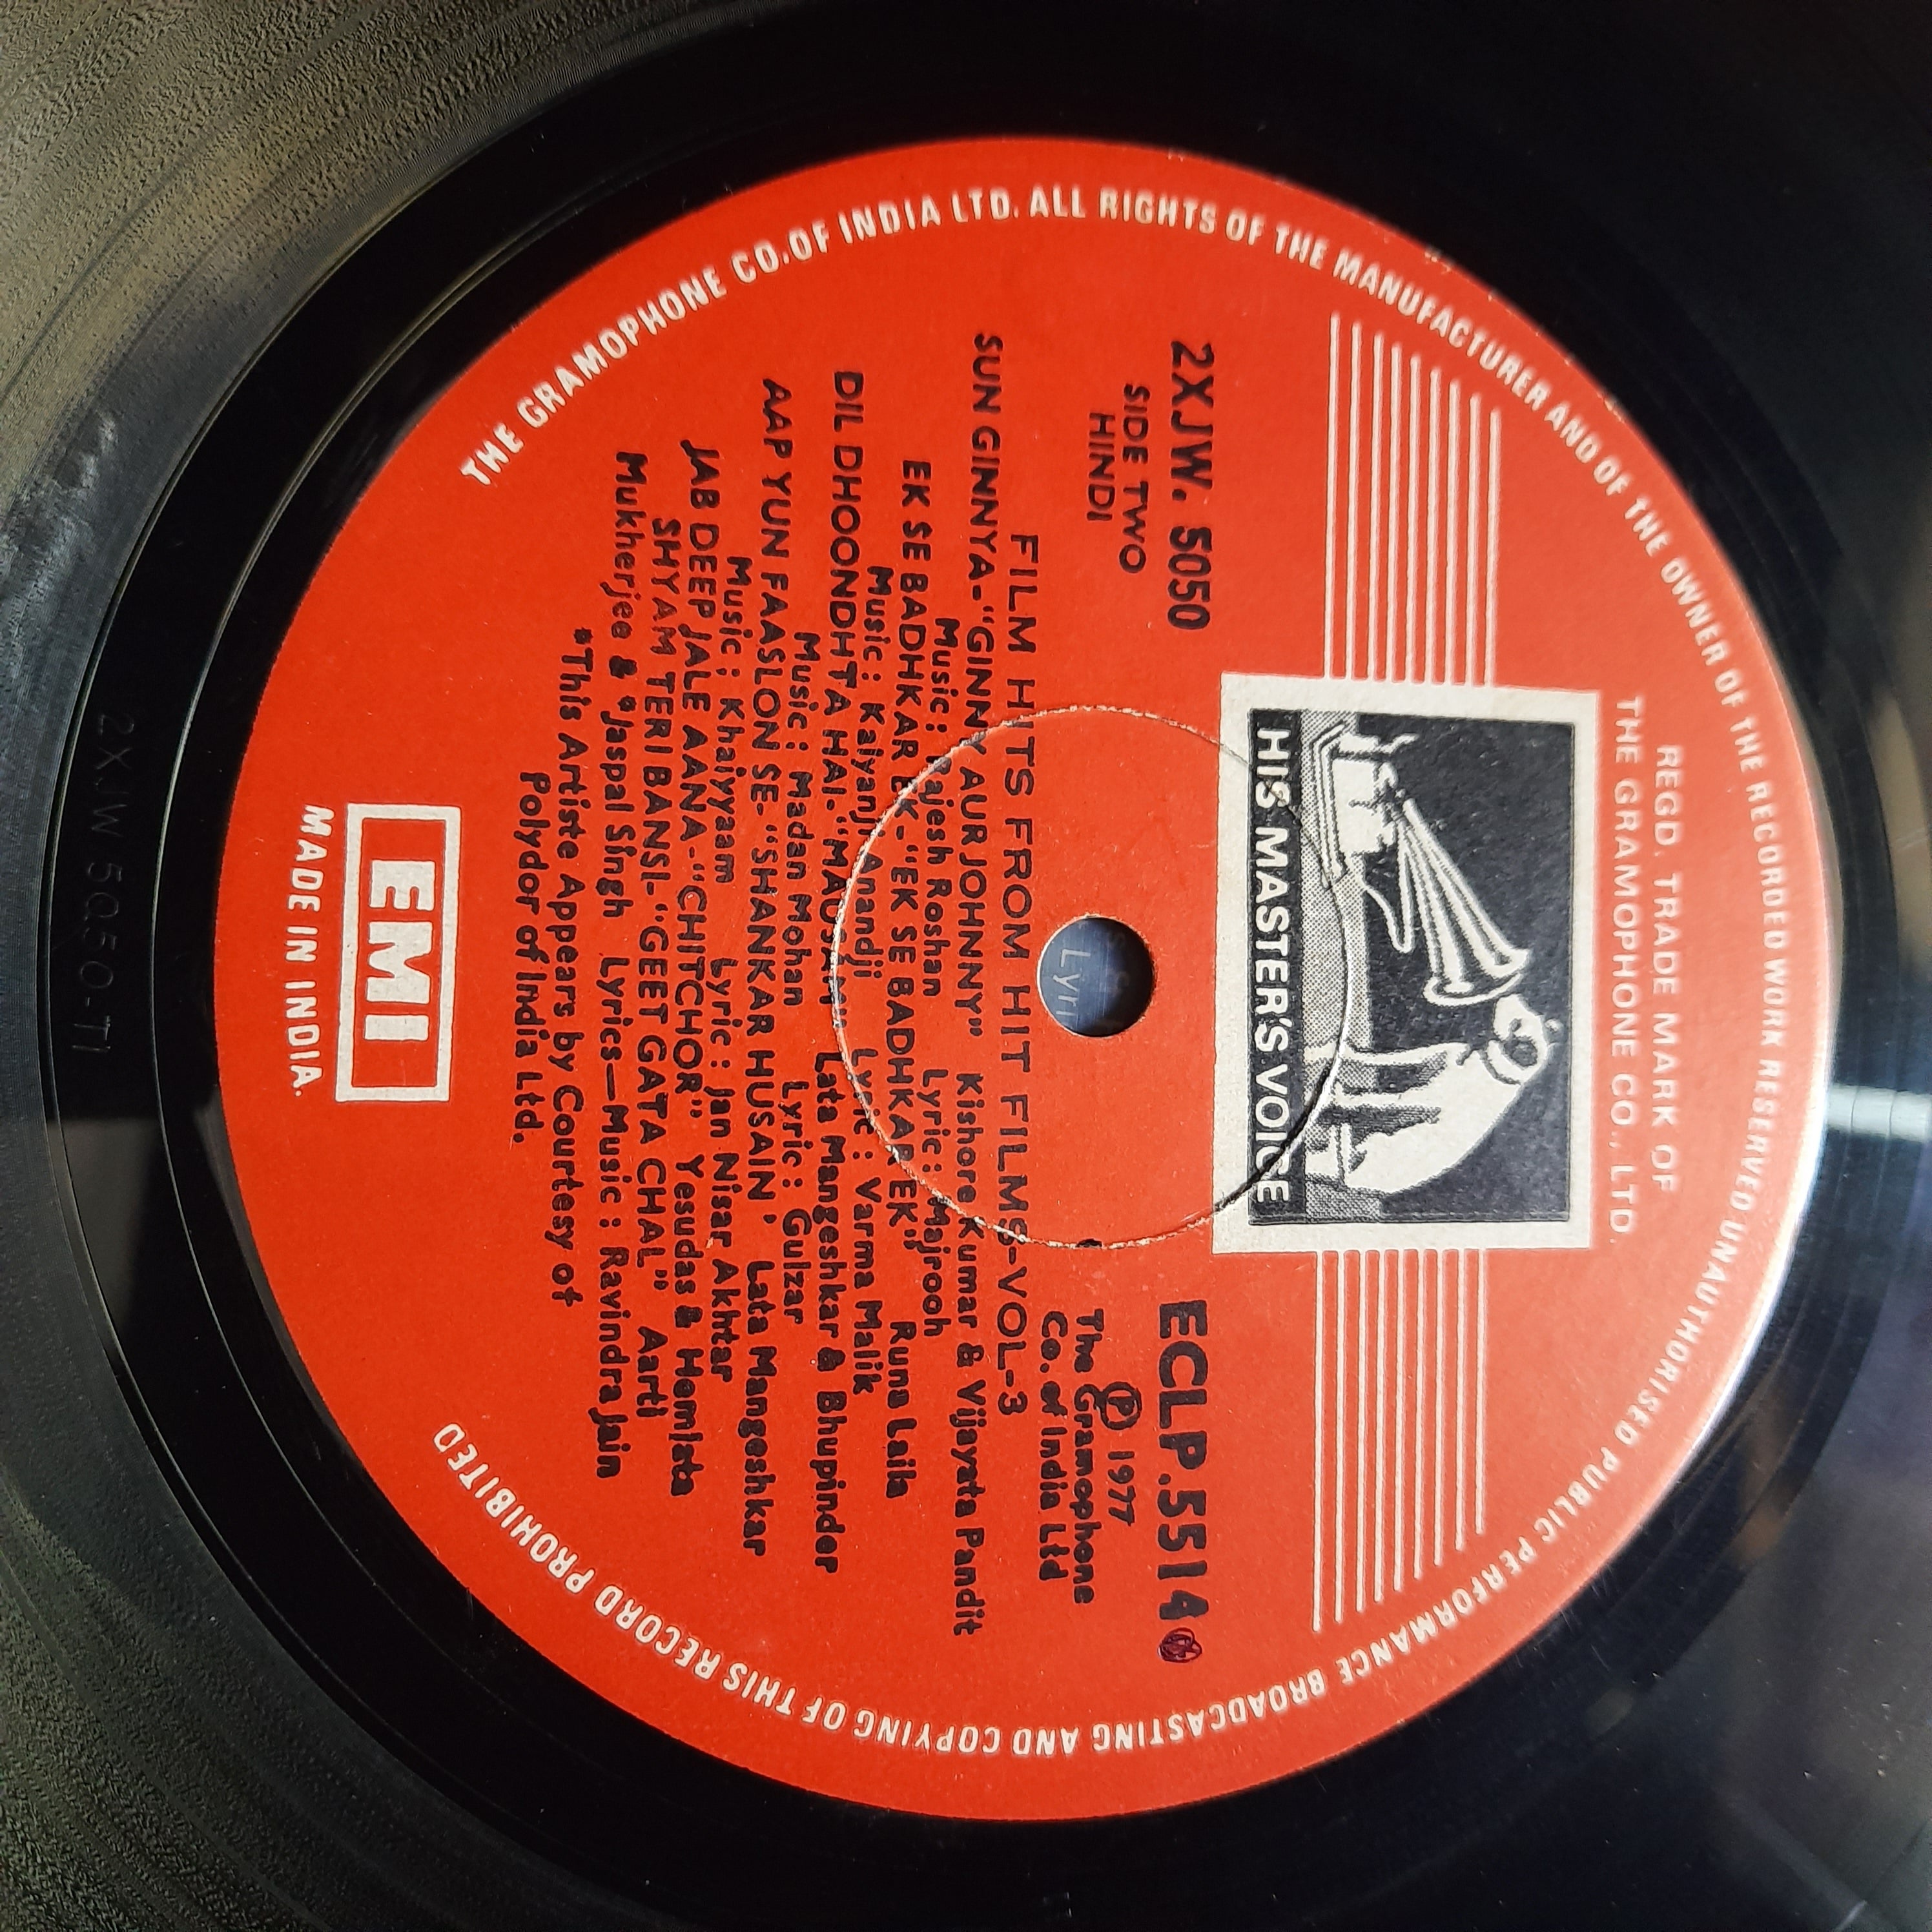 THE GRAMOPHONE CO. OF INDIA LTD. ALL RIGHTS OF THE MANUFACTURER AND OF THE OWNER OF THE RECORDED WORK RESERVED UNAUTHORISED PUBLIC PERFORMANCE BROADCASTING AND COPYING OF THIS RECORD PROHIBITED
REGD. TRADE MARK OF
THE GRAMOPHONE CO., LTD.
HIS MASTER'S VOICE
2XJW. 5050
SIDE TWO
HINDI
ECLP.5514
Ⓟ 1977
The Gramophone
Co. of India Ltd
FILM HITS FROM HIT FILMS-VOL-3
SUN GINNYA-"GINNY AUR JOHNNY" Kishore Kumar & Vijayata Pandit
Music: Rajesh Roshan Lyric: Majrooh
EK SE BADHKAR EK-"EK SE BADHKAR EK" Runa Laila
Music: Kalyanji Anandji Lyric: Varma Malik
DIL DHOONDHTA HAI-"MAUSAM" Lata Mangeshkar & Bhupinder
Music: Madan Mohan Lyric: Gulzar
AAP YUN FAASLON SE-"SHANKAR HUSAIN' Lata Mangeshkar
Music: Khaiyyaam Lyric: Jan Nisar Akhtar
JAB DEEP JALE AANA-"CHITCHOR" Yesudas & Hemlata
SHYAM TERI BANSI-"GEET GATA CHAL" Aarti
Mukherjee & *Jaspal Singh Lyrics—Music: Ravindra Jain
*This Artiste Appears by Courtesy of
Polydor of India Ltd.
EMI
MADE IN INDIA.
2XJW 5050-T1
Lyri